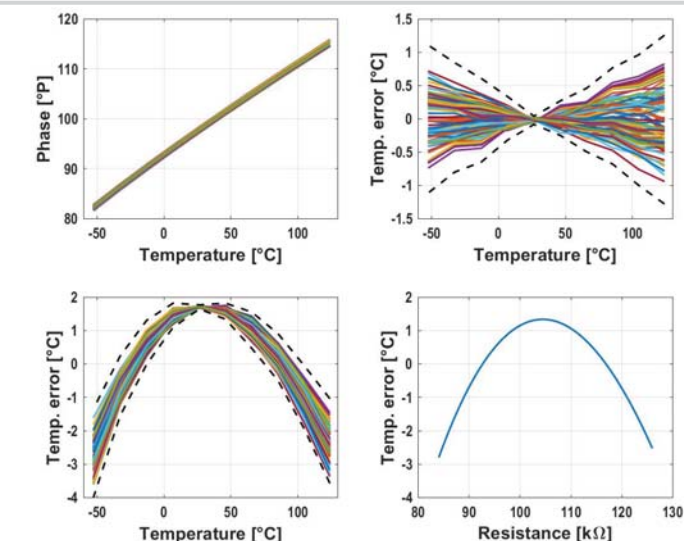 120
110
100
90
80
Phase [°P]
-50 0 50 100
Temperature [°C]
1.5
1
0.5
0
-0.5
-1
-1.5
Temp. error [°C]
-50 0 50 100
Temperature [°C]
2
1
0
-1
-2
-3
-4
Temp. error [°C]
-50 0 50 100
Temperature [°C]
2
1
0
-1
-2
-3
-4
Temp. error [°C]
80 90 100 110 120 130
Resistance [kΩ]